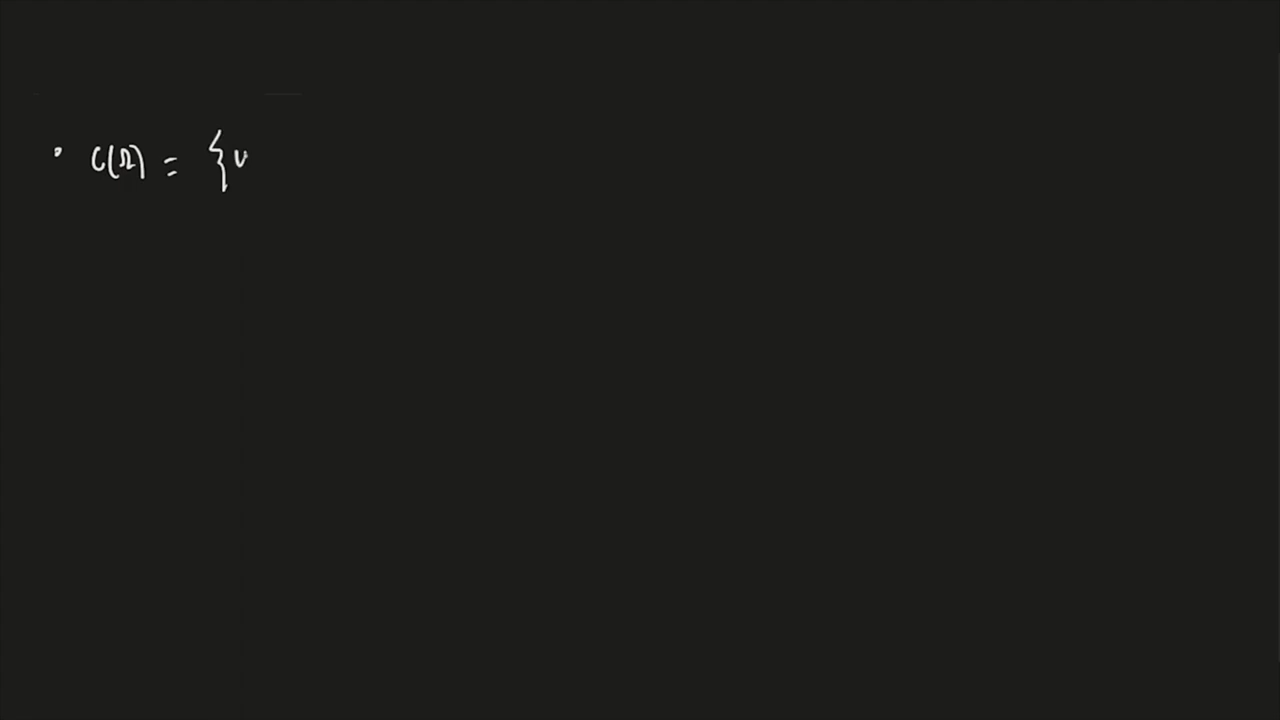 • C(Ω) = {u